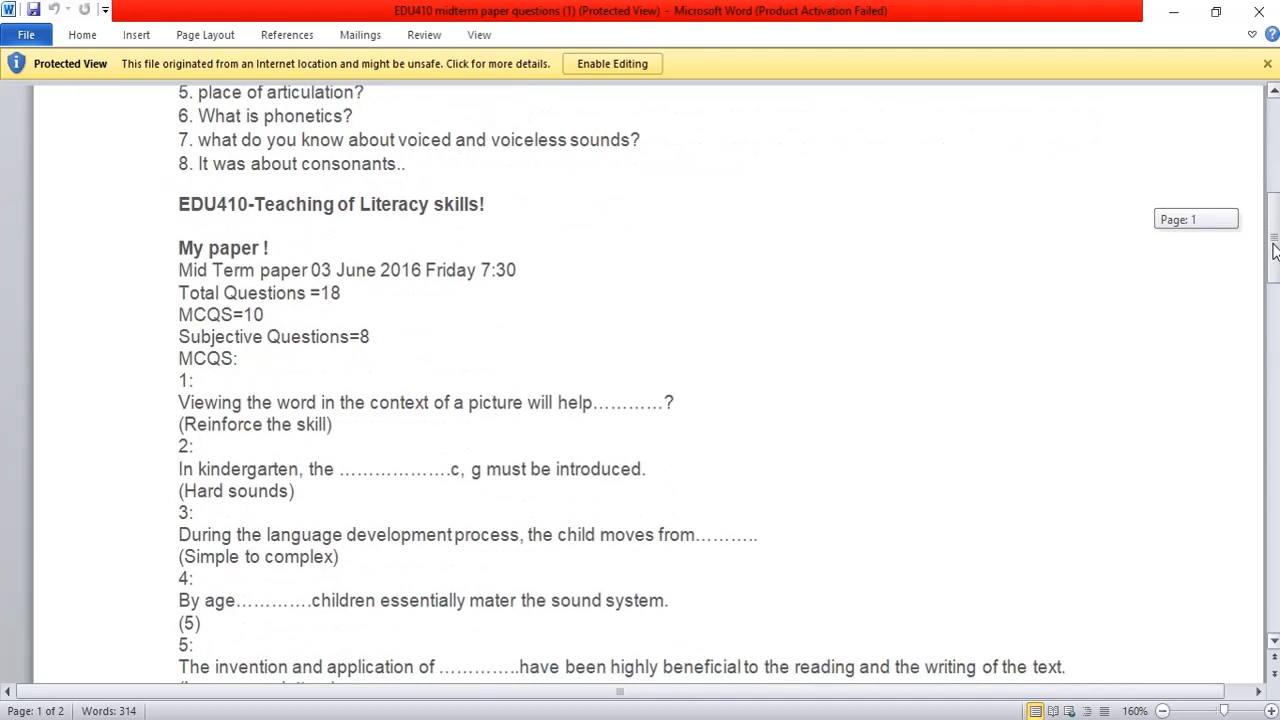 EDU410 midterm paper questions (1) (Protected View) - Microsoft Word (Product Activation Failed)
File Home Insert Page Layout References Mailings Review View
Protected View This file originated from an Internet location and might be unsafe. Click for more details. Enable Editing
5. place of articulation?
6. What is phonetics?
7. what do you know about voiced and voiceless sounds?
8. It was about consonants..
EDU410-Teaching of Literacy skills!
Page: 1
My paper !
Mid Term paper 03 June 2016 Friday 7:30
Total Questions =18
MCQS=10
Subjective Questions=8
MCQS:
1:
Viewing the word in the context of a picture will help…………?
(Reinforce the skill)
2:
In kindergarten, the ……………….c, g must be introduced.
(Hard sounds)
3:
During the language development process, the child moves from………..
(Simple to complex)
4:
By age………….children essentially mater the sound system.
(5)
5:
The invention and application of …………..have been highly beneficial to the reading and the writing of the text.
Page: 1 of 2 Words: 314 160%